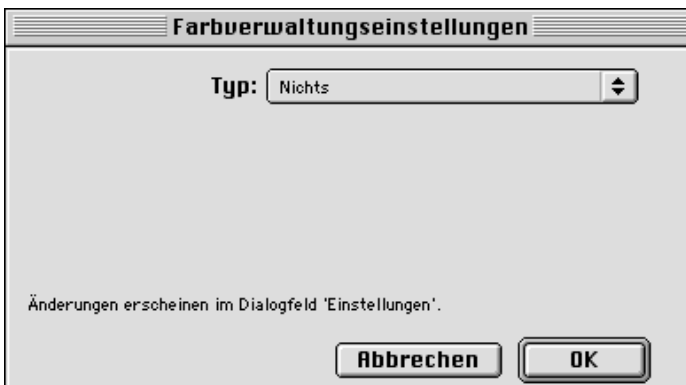 Farbverwaltungseinstellungen
Typ: Nichts
Änderungen erscheinen im Dialogfeld 'Einstellungen'.
Abbrechen OK